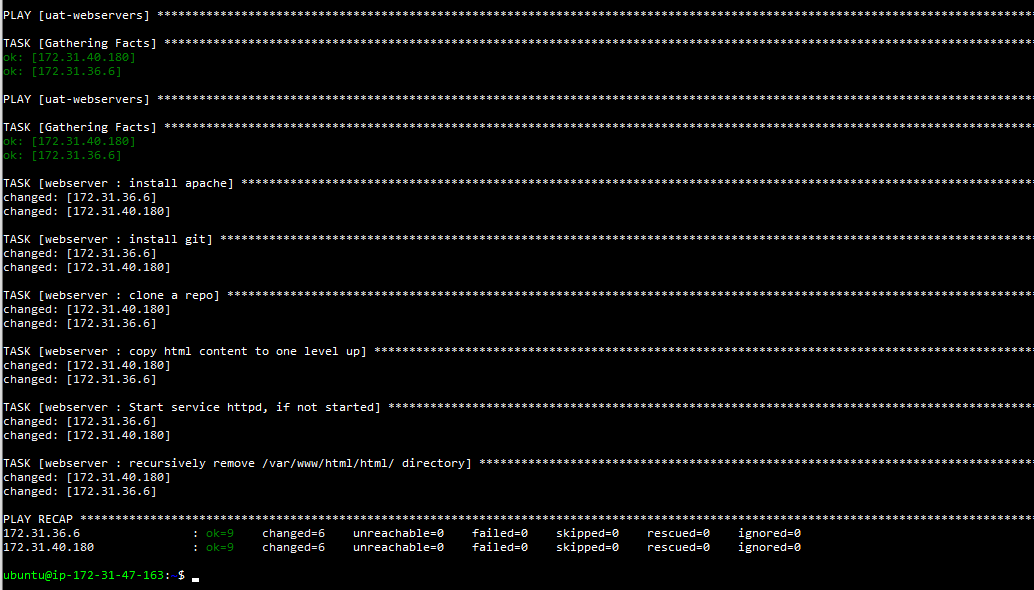 PLAY [uat-webservers] ****************************************************************************************************************************
TASK [Gathering Facts] ***************************************************************************************************************************
ok: [172.31.40.180]
ok: [172.31.36.6]
PLAY [uat-webservers] ****************************************************************************************************************************
TASK [Gathering Facts] ***************************************************************************************************************************
ok: [172.31.40.180]
ok: [172.31.36.6]
TASK [webserver : install apache] ****************************************************************************************************************
changed: [172.31.36.6]
changed: [172.31.40.180]
TASK [webserver : install git] *******************************************************************************************************************
changed: [172.31.36.6]
changed: [172.31.40.180]
TASK [webserver : clone a repo] ******************************************************************************************************************
changed: [172.31.40.180]
changed: [172.31.36.6]
TASK [webserver : copy html content to one level up] *********************************************************************************************
changed: [172.31.40.180]
changed: [172.31.36.6]
TASK [webserver : Start service httpd, if not started] *******************************************************************************************
changed: [172.31.36.6]
changed: [172.31.40.180]
TASK [webserver : recursively remove /var/www/html/html/ directory] ******************************************************************************
changed: [172.31.40.180]
changed: [172.31.36.6]
PLAY RECAP ***************************************************************************************************************************************
172.31.36.6 : ok=9 changed=6 unreachable=0 failed=0 skipped=0 rescued=0 ignored=0
172.31.40.180 : ok=9 changed=6 unreachable=0 failed=0 skipped=0 rescued=0 ignored=0
ubuntu@ip-172-31-47-163:~$